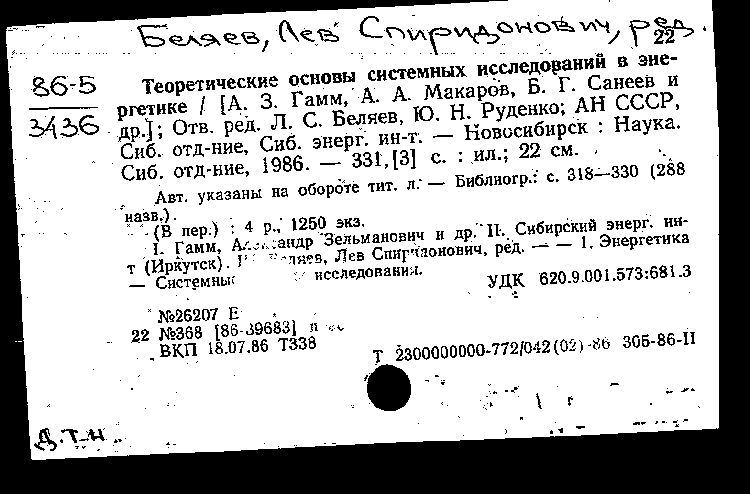 Беляев, Лев Спиридонович, ред.
22
86-5
3436
Теоретические основы системных исследований в эне-
ргетике / [А. З. Гамм, А. А. Макаров, Б. Г. Санеев и
др.]; Отв. ред. Л. С. Беляев, Ю. Н. Руденко; АН СССР,
Сиб. отд-ние, Сиб. энерг. ин-т. — Новосибирск : Наука.
Сиб. отд-ние, 1986. — 331,[3] с. : ил.; 22 см.
Авт. указаны на обороте тит. л. — Библиогр.: с. 318—330 (288
назв.).
(В пер.) : 4 р., 1250 экз.
I. Гамм, Александр Зельманович и др. II. Сибирский энерг. ин-
т (Иркутск). Беляев, Лев Спиридонович, ред. — — 1. Энергетика
— Системные исследования.
УДК 620.9.001.573:681.3
№26207 Е
22 №368 [86-39683]
ВКП 18.07.86 Т338
Т 2300000000-772/042(02)-86 305-86-II
Д.Т-Н